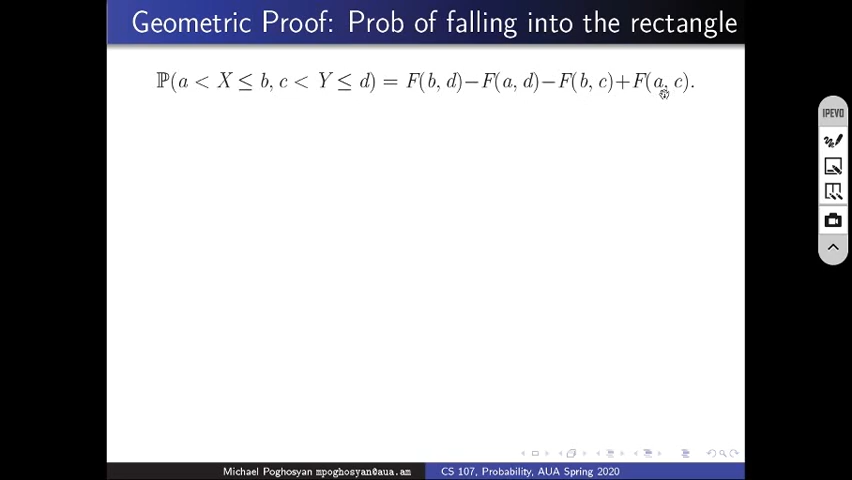 Geometric Proof: Prob of falling into the rectangle
ℙ(a < X ≤ b, c < Y ≤ d) = F(b, d)−F(a, d)−F(b, c)+F(a, c).
IPEVO
Michael Poghosyan mpoghosyan@aua.am CS 107, Probability, AUA Spring 2020